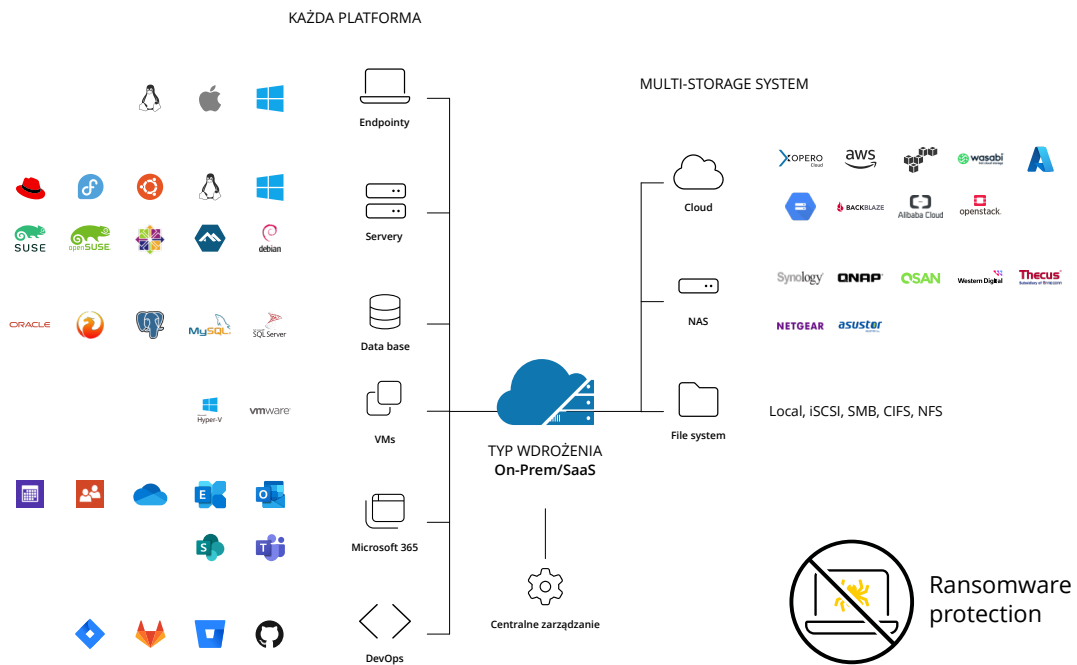 KAŻDA PLATFORMA
Endpointy
Servery
SUSE
openSUSE
debian
ORACLE
MySQL
SQL Server
Data base
Hyper-V
vmware
VMs
E
O
S
T
Microsoft 365
DevOps
TYP WDROŻENIA
On-Prem/SaaS
Centralne zarządzanie
MULTI-STORAGE SYSTEM
Cloud
XOPERO
Cloud
aws
wasabi
BACKBLAZE
Alibaba Cloud
openstack.
NAS
Synology
QNAP
QSAN
Western Digital
Thecus
NETGEAR
asustor
File system
Local, iSCSI, SMB, CIFS, NFS
Ransomware
protection